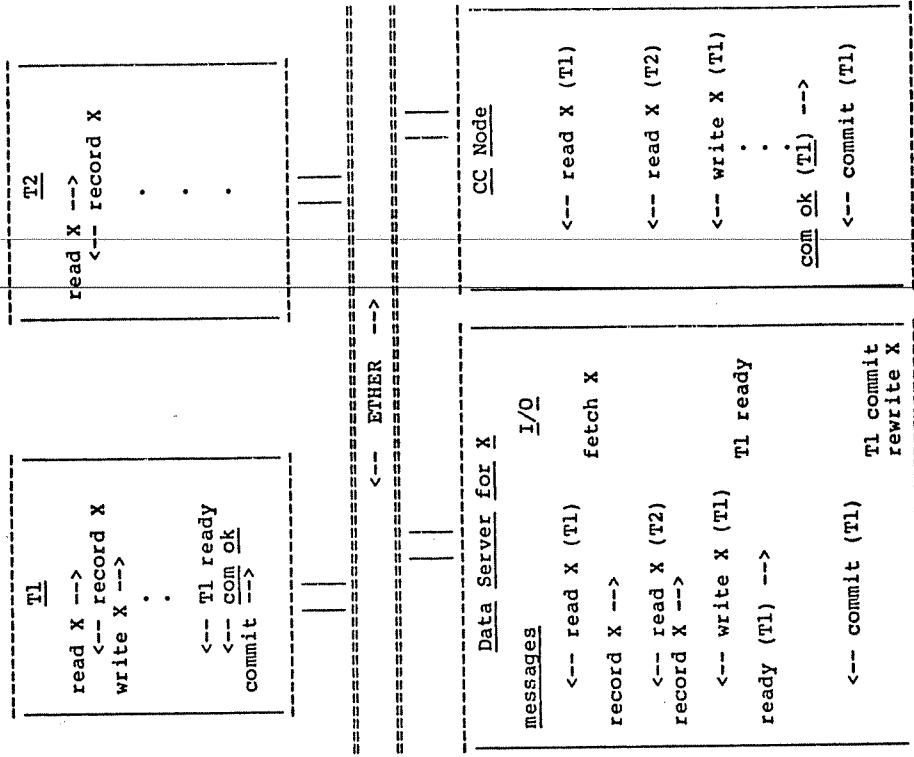 T1
read X --->
<--- record X
write X --->
.
.
<--- T1 ready
<--- com ok
commit --->
T2
read X --->
<--- record X
.
.
.
<--- ETHER --->
Data Server for X
messages I/O
<--- read X (T1)
fetch X
record X --->
<--- read X (T2)
record X --->
<--- write X (T1)
T1 ready
ready (T1) --->
<--- commit (T1)
T1 commit
rewrite X
CC Node
<--- read X (T1)
<--- read X (T2)
<--- write X (T1)
.
.
.
com ok (T1) --->
<--- commit (T1)